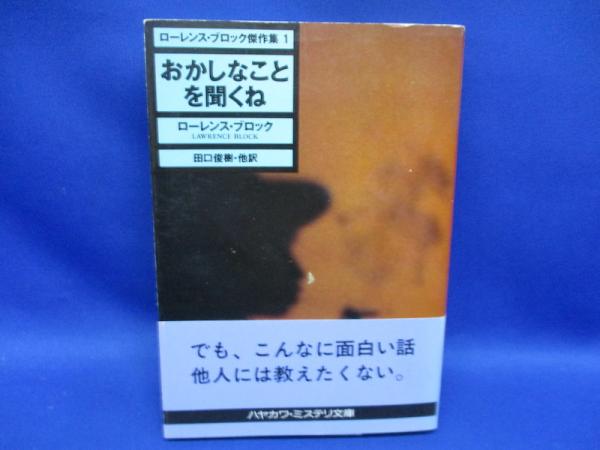 ローレンス・ブロック傑作集 1
おかしなこと
を聞くね
ローレンス・ブロック
LAWRENCE BLOCK
田口俊樹・他訳
でも、こんなに面白い話
他人には教えたくない。
ハヤカワ・ミステリ文庫